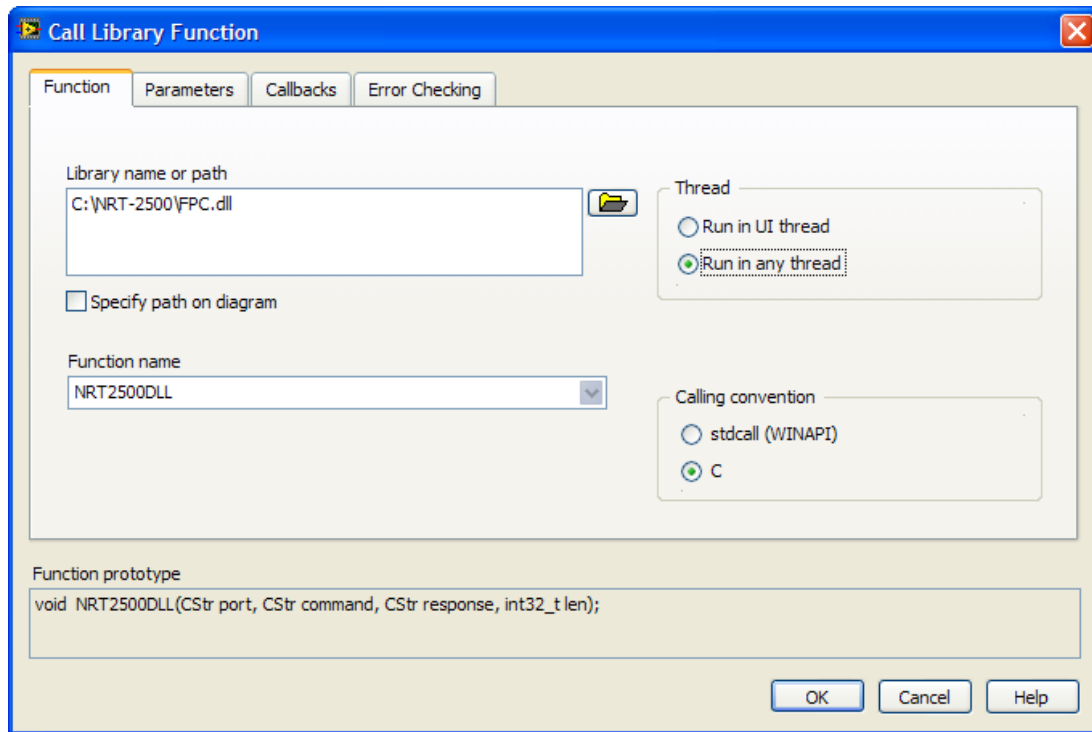 Call Library Function
Function Parameters Callbacks Error Checking
Library name or path
C:\NRT-2500\FPC.dll
Specify path on diagram
Thread
Run in UI thread
Run in any thread
Function name
NRT2500DLL
Calling convention
stdcall (WINAPI)
C
Function prototype
void NRT2500DLL(CStr port, CStr command, CStr response, int32_t len);
OK Cancel Help